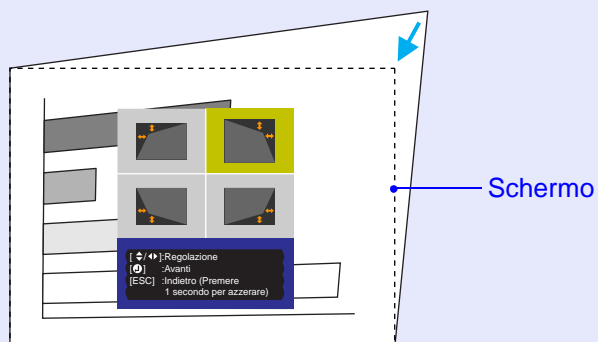 Schermo
[ ]:Regolazione
[ ] :Avanti
[ESC] :Indietro (Premere
1 secondo per azzerare)